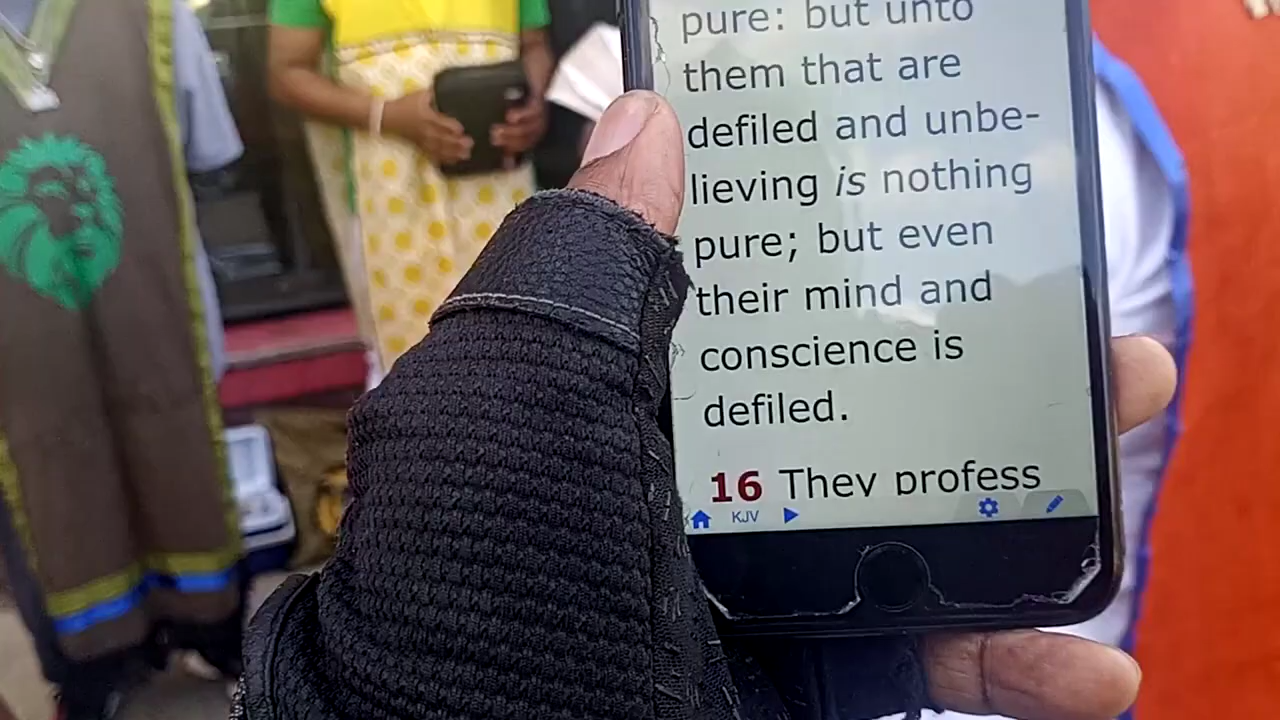 pure: but unto
them that are
defiled and unbe-
lieving is nothing
pure; but even
their mind and
conscience is
defiled.
16 They profess
KJV